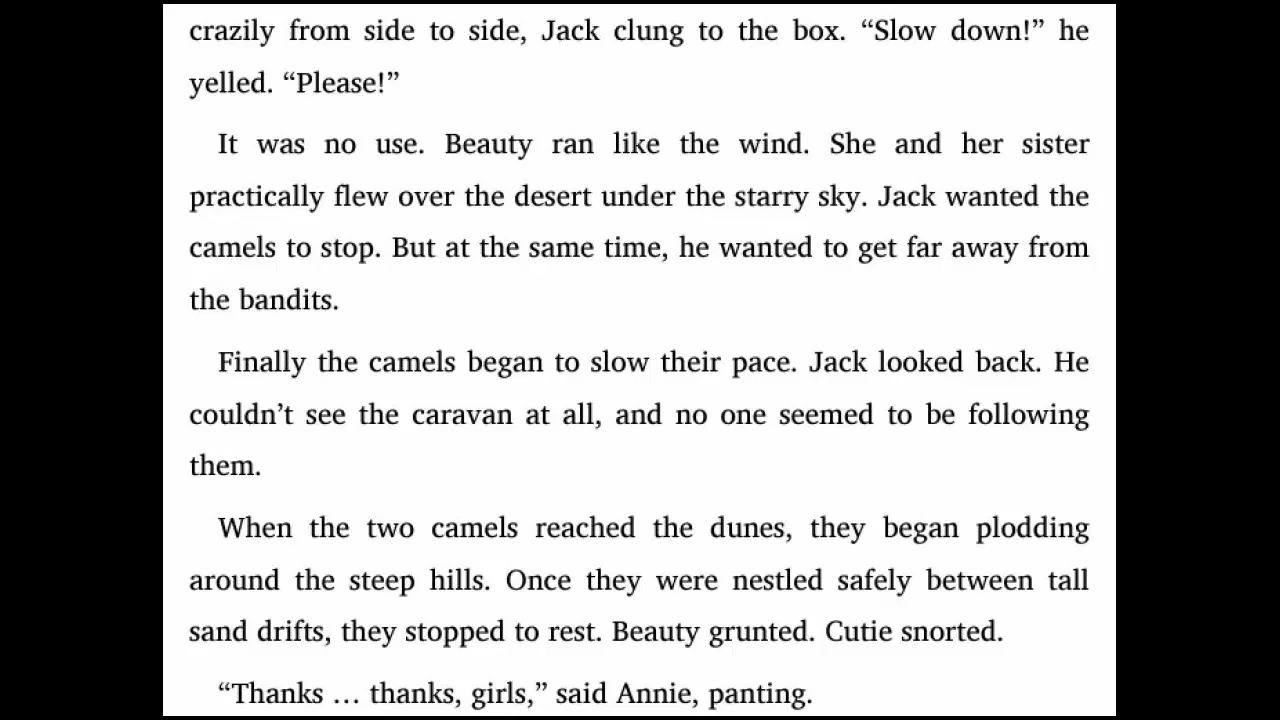 crazily from side to side, Jack clung to the box. “Slow down!” he
yelled. “Please!”
It was no use. Beauty ran like the wind. She and her sister
practically flew over the desert under the starry sky. Jack wanted the
camels to stop. But at the same time, he wanted to get far away from
the bandits.
Finally the camels began to slow their pace. Jack looked back. He
couldn’t see the caravan at all, and no one seemed to be following
them.
When the two camels reached the dunes, they began plodding
around the steep hills. Once they were nestled safely between tall
sand drifts, they stopped to rest. Beauty grunted. Cutie snorted.
“Thanks … thanks, girls,” said Annie, panting.